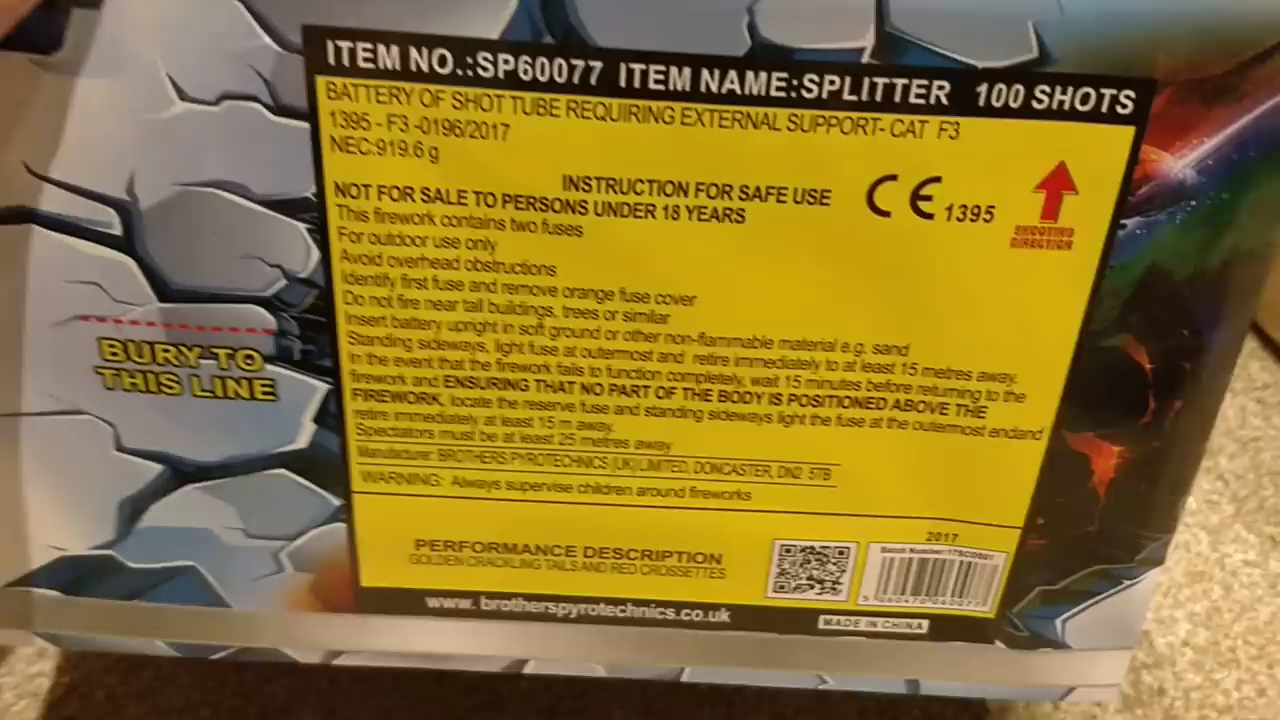 ITEM NO.:SP60077 ITEM NAME:SPLITTER 100 SHOTS
BATTERY OF SHOT TUBE REQUIRING EXTERNAL SUPPORT- CAT F3
1395 - F3 -0196/2017
NEC:919.6 g
INSTRUCTION FOR SAFE USE
NOT FOR SALE TO PERSONS UNDER 18 YEARS
CE 1395
SHOOTING
DIRECTION
This firework contains two fuses
For outdoor use only
Avoid overhead obstructions
Identify first fuse and remove orange fuse cover
Do not fire near tall buildings, trees or similar
Insert battery upright in soft ground or other non-flammable material e.g. sand
Standing sideways, light fuse at outermost and retire immediately to at least 15 metres away.
In the event that the firework fails to function completely, wait 15 minutes before returning to the
firework and ENSURING THAT NO PART OF THE BODY IS POSITIONED ABOVE THE
FIREWORK, locate the reserve fuse and standing sideways light the fuse at the outermost endand
retire immediately at least 15 m away.
Spectators must be at least 25 metres away
Manufacturer: BROTHERS PYROTECHNICS (UK) LIMITED, DONCASTER, DN2 5TB
WARNING: Always supervise children around fireworks
BURY TO
THIS LINE
PERFORMANCE DESCRIPTION
GOLDEN CRACKLING TAILS AND RED CROSSETTES
2017
Batch Number:17SCO501
5 060470 060077
www. brotherspyrotechnics.co.uk
MADE IN CHINA